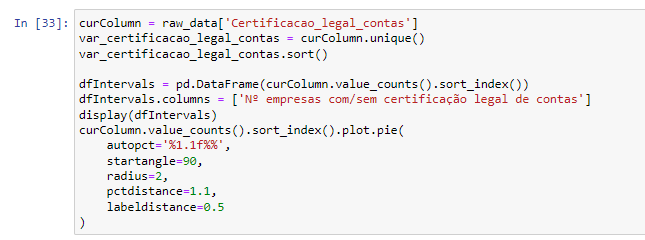 In [33]: curColumn = raw_data['Certificacao_legal_contas']
var_certificacao_legal_contas = curColumn.unique()
var_certificacao_legal_contas.sort()
dfIntervals = pd.DataFrame(curColumn.value_counts().sort_index())
dfIntervals.columns = ['Nº empresas com/sem certificação legal de contas']
display(dfIntervals)
curColumn.value_counts().sort_index().plot.pie(
    autopct='%1.1f%%',
    startangle=90,
    radius=2,
    pctdistance=1.1,
    labeldistance=0.5
)